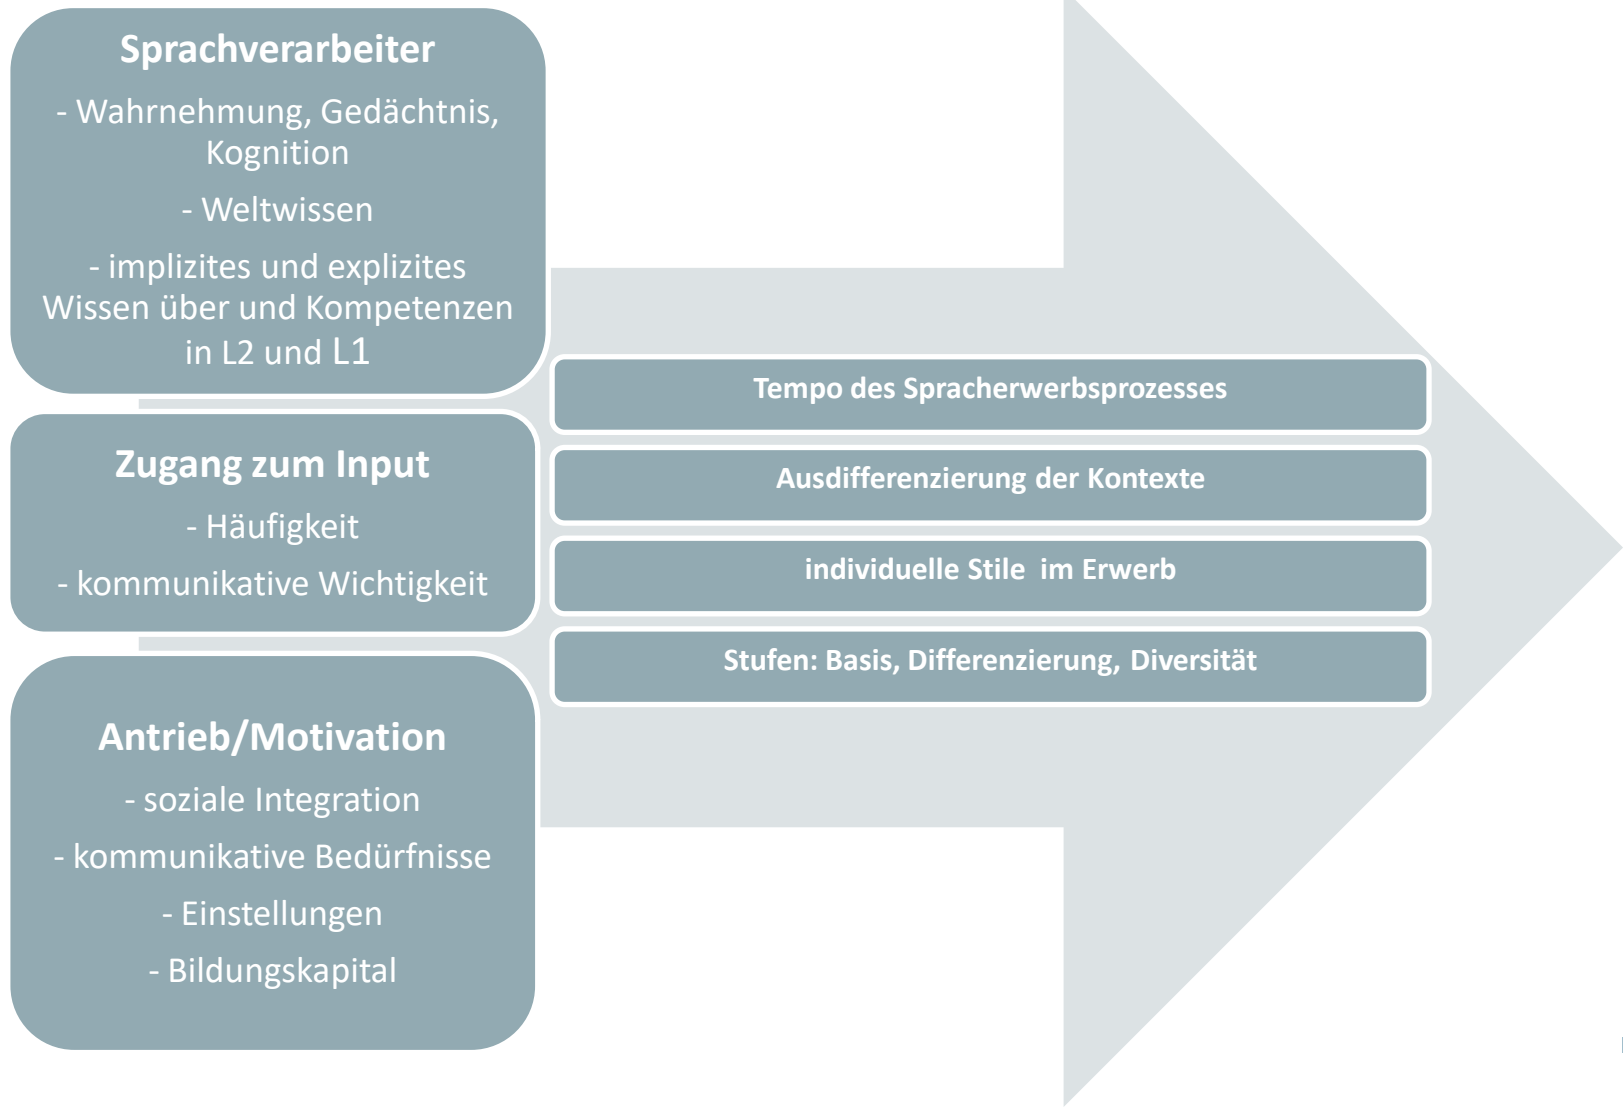 Sprachverarbeiter
- Wahrnehmung, Gedächtnis,
Kognition
- Weltwissen
- implizites und explizites
Wissen über und Kompetenzen
in L2 und L1
Zugang zum Input
- Häufigkeit
- kommunikative Wichtigkeit
Antrieb/Motivation
- soziale Integration
- kommunikative Bedürfnisse
- Einstellungen
- Bildungskapital
Tempo des Spracherwerbsprozesses
Ausdifferenzierung der Kontexte
individuelle Stile  im Erwerb
Stufen: Basis, Differenzierung, Diversität